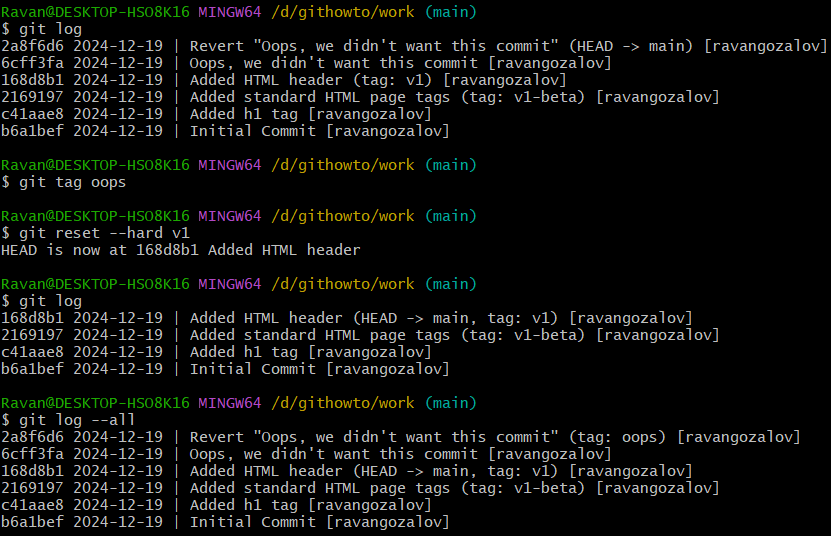 Ravan@DESKTOP-HSO8K16 MINGW64 /d/githowto/work (main)
$ git log
2a8f6d6 2024-12-19 | Revert "Oops, we didn't want this commit" (HEAD -> main) [ravangozalov]
6cff3fa 2024-12-19 | Oops, we didn't want this commit [ravangozalov]
168d8b1 2024-12-19 | Added HTML header (tag: v1) [ravangozalov]
2169197 2024-12-19 | Added standard HTML page tags (tag: v1-beta) [ravangozalov]
c41aae8 2024-12-19 | Added h1 tag [ravangozalov]
b6a1bef 2024-12-19 | Initial Commit [ravangozalov]

Ravan@DESKTOP-HSO8K16 MINGW64 /d/githowto/work (main)
$ git tag oops

Ravan@DESKTOP-HSO8K16 MINGW64 /d/githowto/work (main)
$ git reset --hard v1
HEAD is now at 168d8b1 Added HTML header

Ravan@DESKTOP-HSO8K16 MINGW64 /d/githowto/work (main)
$ git log
168d8b1 2024-12-19 | Added HTML header (HEAD -> main, tag: v1) [ravangozalov]
2169197 2024-12-19 | Added standard HTML page tags (tag: v1-beta) [ravangozalov]
c41aae8 2024-12-19 | Added h1 tag [ravangozalov]
b6a1bef 2024-12-19 | Initial Commit [ravangozalov]

Ravan@DESKTOP-HSO8K16 MINGW64 /d/githowto/work (main)
$ git log --all
2a8f6d6 2024-12-19 | Revert "Oops, we didn't want this commit" (tag: oops) [ravangozalov]
6cff3fa 2024-12-19 | Oops, we didn't want this commit [ravangozalov]
168d8b1 2024-12-19 | Added HTML header (HEAD -> main, tag: v1) [ravangozalov]
2169197 2024-12-19 | Added standard HTML page tags (tag: v1-beta) [ravangozalov]
c41aae8 2024-12-19 | Added h1 tag [ravangozalov]
b6a1bef 2024-12-19 | Initial Commit [ravangozalov]